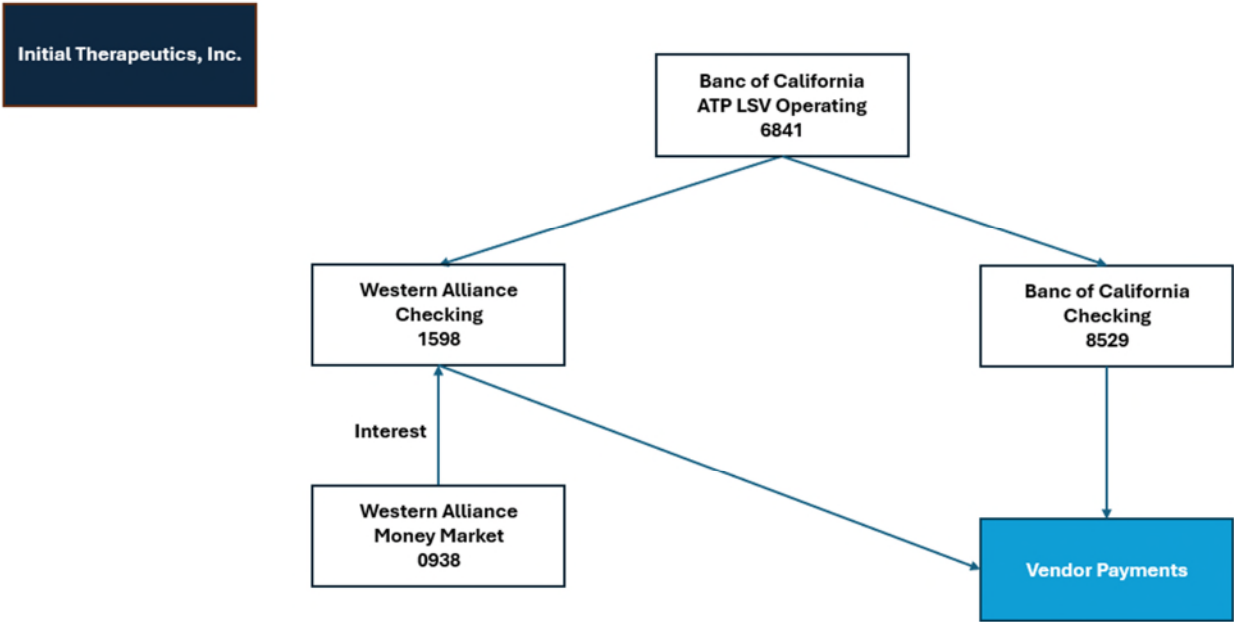 Initial Therapeutics, Inc.
Banc of California
ATP LSV Operating
6841
Western Alliance
Checking
1598
Banc of California
Checking
8529
Interest
Western Alliance
Money Market
0938
Vendor Payments